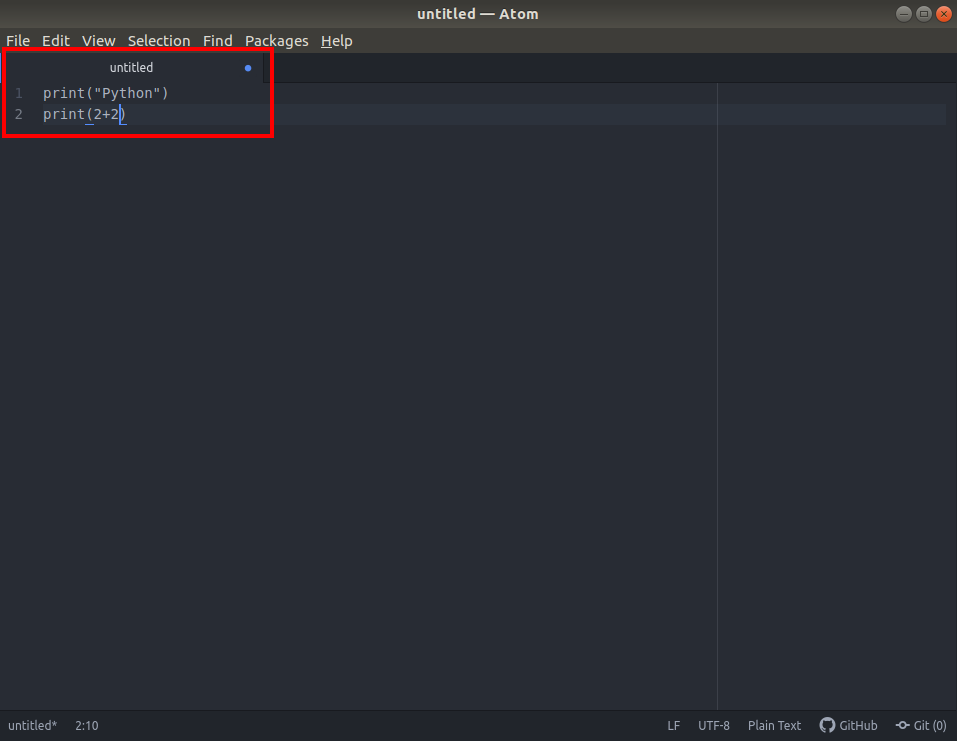 untitled — Atom
File Edit View Selection Find Packages Help
untitled
1 print("Python")
2 print(2+2)
untitled* 2:10 LF UTF-8 Plain Text GitHub Git (0)